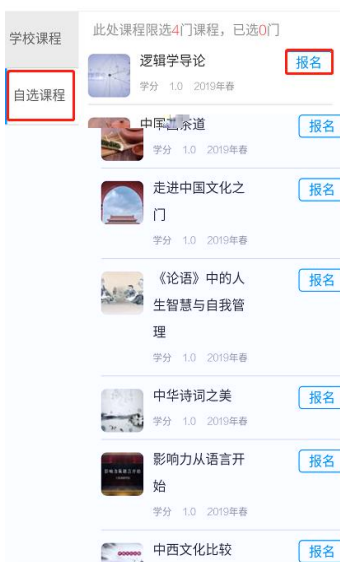 学校课程
自选课程
此处课程限选4门课程，已选0门
逻辑学导论
报名
学分 1.0 2019年春
中国 茶道
报名
学分 1.0 2019年春
走进中国文化之
门
报名
学分 1.0 2019年春
《论语》中的人
生智慧与自我管
理
报名
学分 1.0 2019年春
中华诗词之美
报名
学分 1.0 2019年春
影响力从语言开
始
报名
学分 1.0 2019年春
中西文化比较
报名